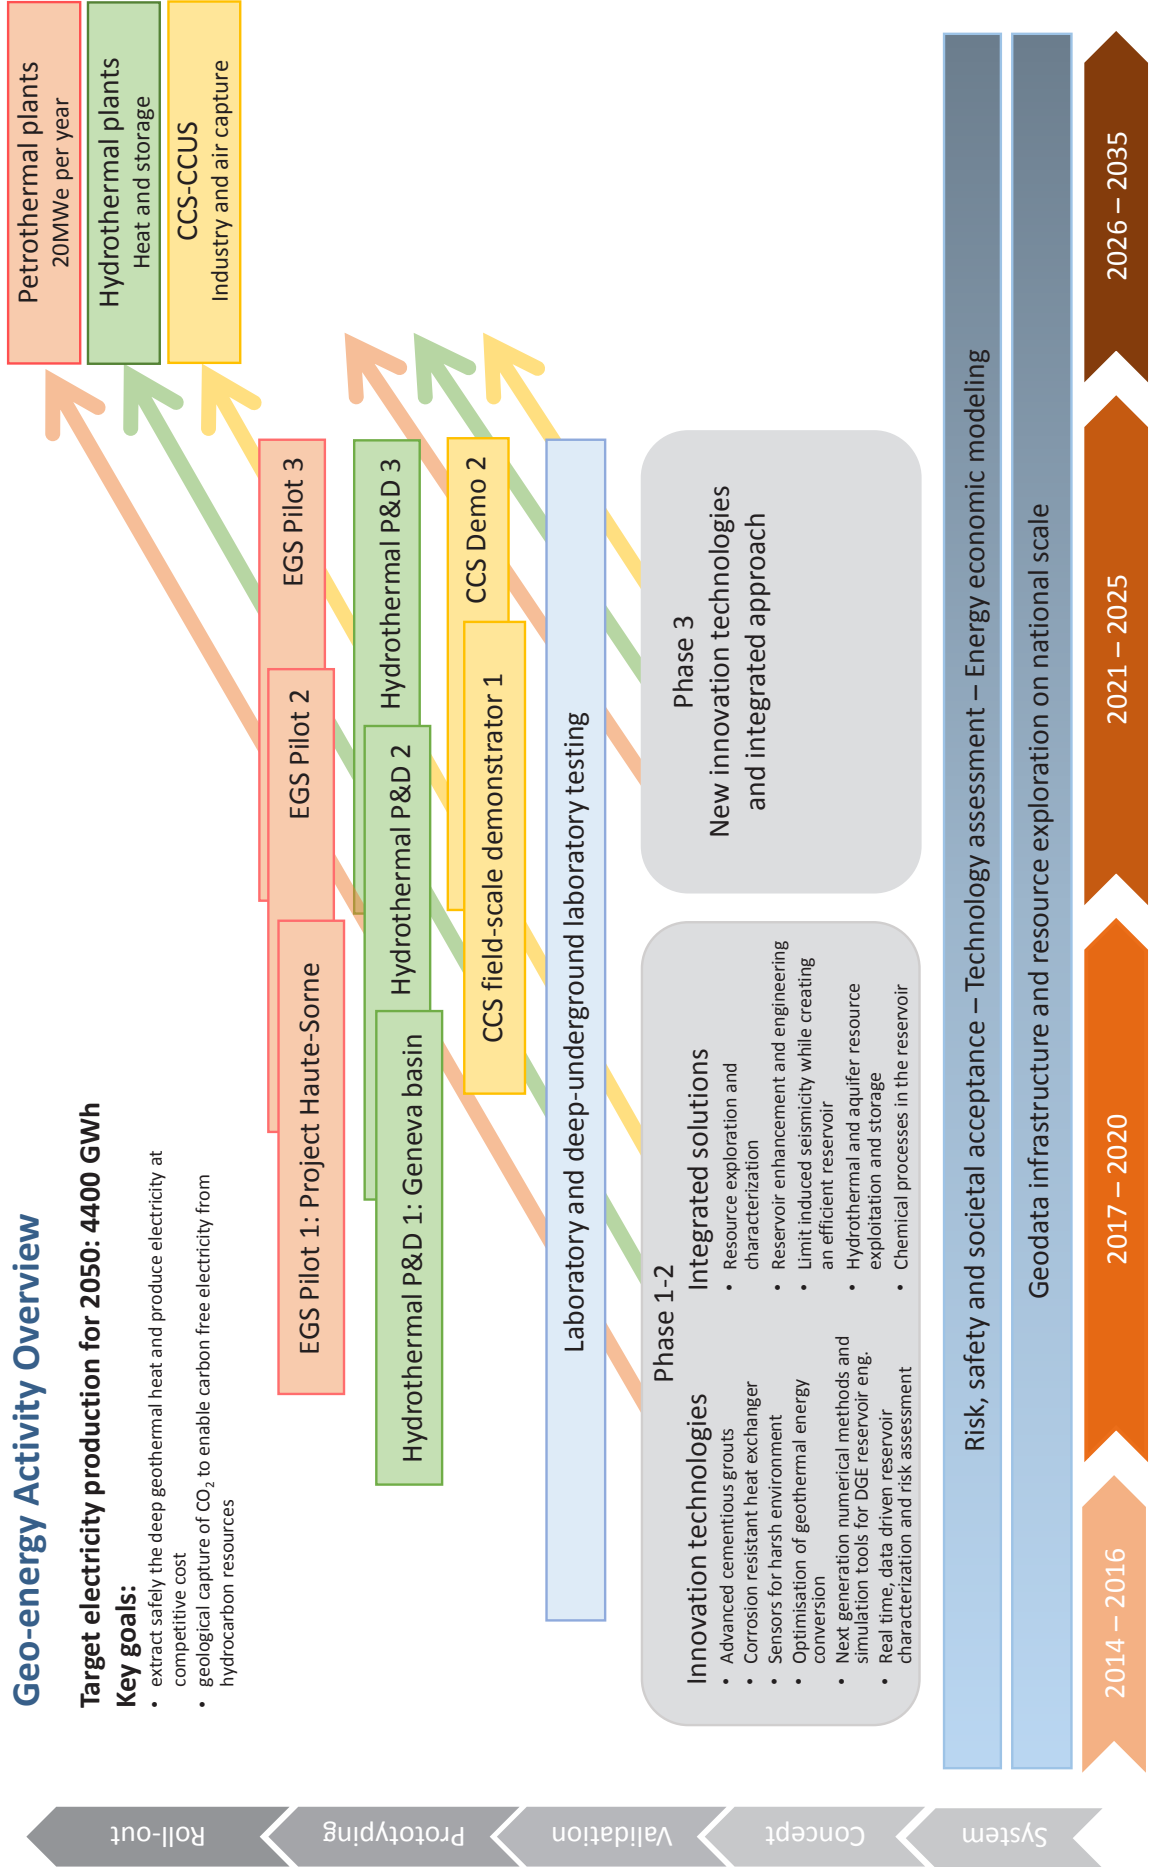 Geo-energy Activity Overview
Target electricity production for 2050: 4400 GWh
Key goals:
• extract safely the deep geothermal heat and produce electricity at
competitive cost
• geological capture of CO₂ to enable carbon free electricity from
hydrocarbon resources
Petrothermal plants
20MWe per year
Hydrothermal plants
Heat and storage
CCS-CCUS
Industry and air capture
EGS Pilot 1: Project Haute-Sorne
EGS Pilot 2
EGS Pilot 3
Hydrothermal P&D 1: Geneva basin
Hydrothermal P&D 2
Hydrothermal P&D 3
CCS field-scale demonstrator 1
CCS Demo 2
Laboratory and deep-underground laboratory testing
Phase 1-2
Innovation technologies
• Advanced cementious grouts
• Corrosion resistant heat exchanger
• Sensors for harsh environment
• Optimisation of geothermal energy
conversion
• Next generation numerical methods and
simulation tools for DGE reservoir eng.
• Real time, data driven reservoir
characterization and risk assessment
Integrated solutions
• Resource exploration and
characterization
• Reservoir enhancement and engineering
• Limit induced seismicity while creating
an efficient reservoir
• Hydrothermal and aquifer resource
exploitation and storage
• Chemical processes in the reservoir
Phase 3
New innovation technologies
and integrated approach
Risk, safety and societal acceptance – Technology assessment – Energy economic modeling
Geodata infrastructure and resource exploration on national scale
2014 – 2016
2017 – 2020
2021 – 2025
2026 – 2035
Roll-out
Prototyping
Validation
Concept
System